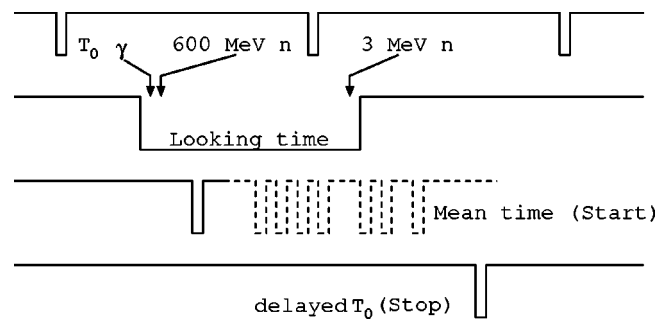 T₀ γ 600 MeV n 3 MeV n
Looking time
Mean time (Start)
delayed T₀ (Stop)